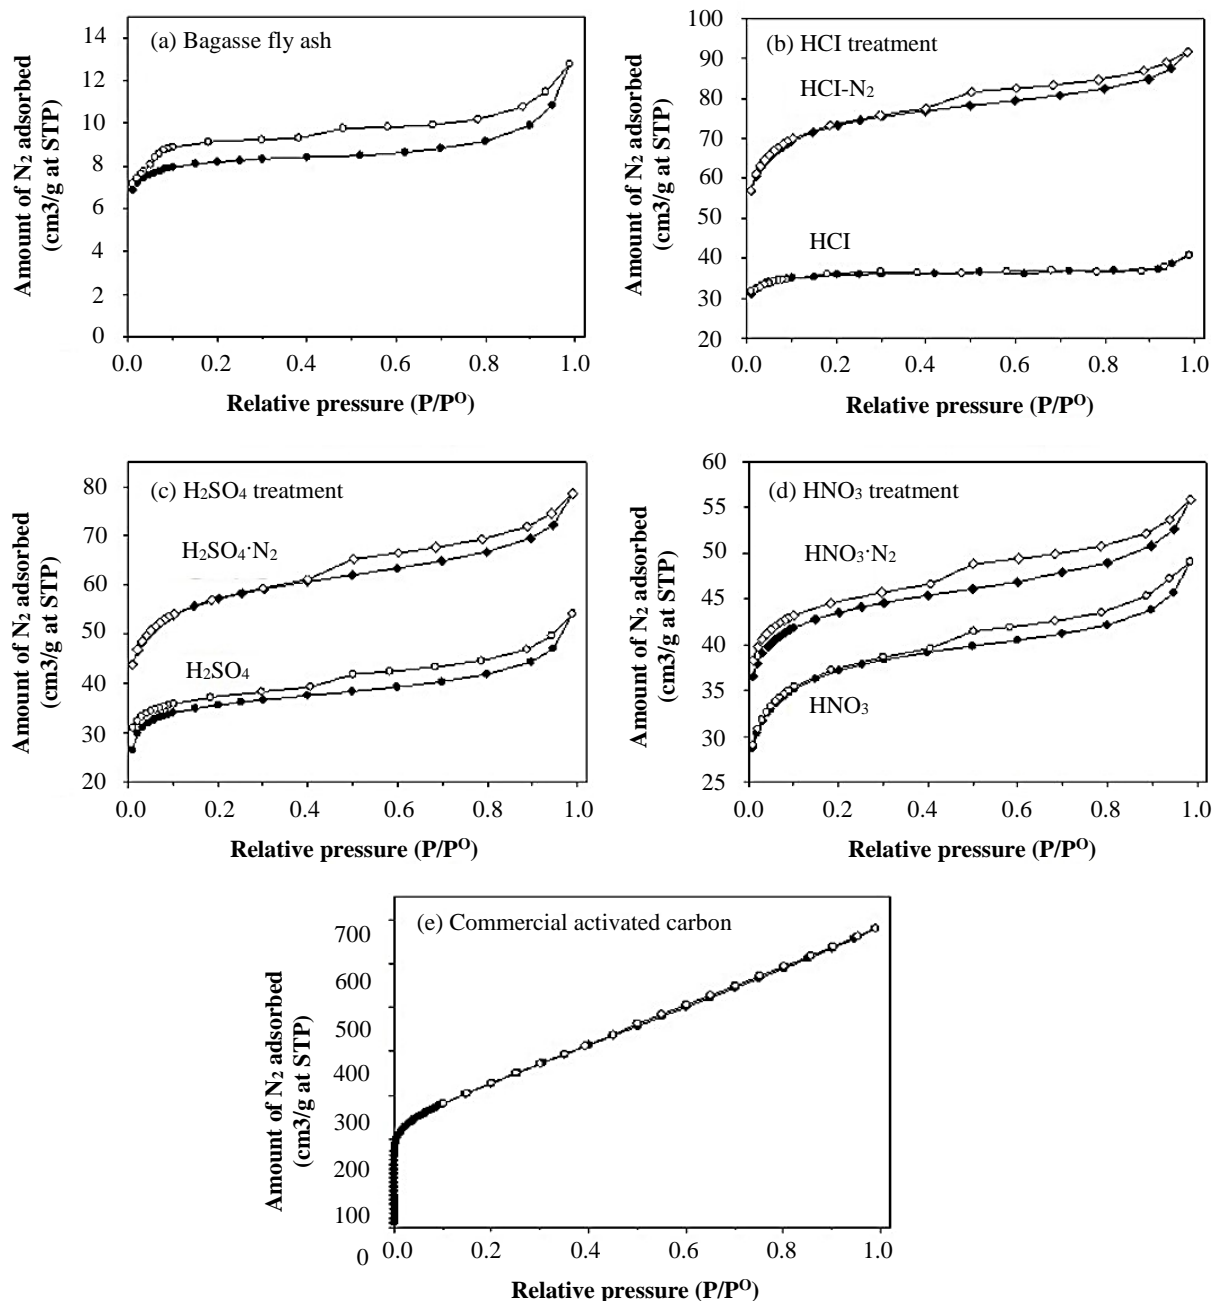 (a) Bagasse fly ash
14
12
10
8
6
4
2
0
0.0 0.2 0.4 0.6 0.8 1.0
Amount of N₂ adsorbed
(cm3/g at STP)
Relative pressure (P/Pᴼ)
(b) HCI treatment
HCI-N₂
HCI
100
90
80
70
60
50
40
30
20
0.0 0.2 0.4 0.6 0.8 1.0
Amount of N₂ adsorbed
(cm3/g at STP)
Relative pressure (P/Pᴼ)
(c) H₂SO₄ treatment
H₂SO₄·N₂
H₂SO₄
80
70
60
50
40
30
20
0.0 0.2 0.4 0.6 0.8 1.0
Amount of N₂ adsorbed
(cm3/g at STP)
Relative pressure (P/Pᴼ)
(d) HNO₃ treatment
HNO₃·N₂
HNO₃
60
55
50
45
40
35
30
25
0.0 0.2 0.4 0.6 0.8 1.0
Amount of N₂ adsorbed
(cm3/g at STP)
Relative pressure (P/Pᴼ)
(e) Commercial activated carbon
700
600
500
400
300
200
100
0
0.0 0.2 0.4 0.6 0.8 1.0
Amount of N₂ adsorbed
(cm3/g at STP)
Relative pressure (P/Pᴼ)